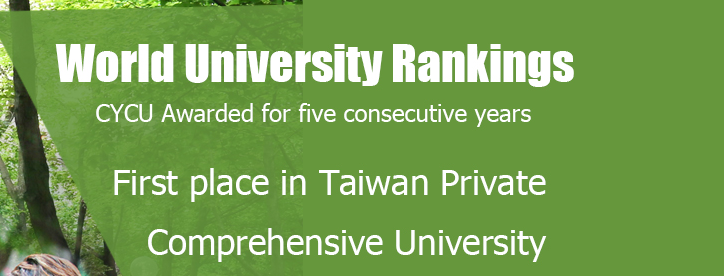 World University Rankings
CYCU Awarded for five consecutive years
First place in Taiwan Private
Comprehensive University